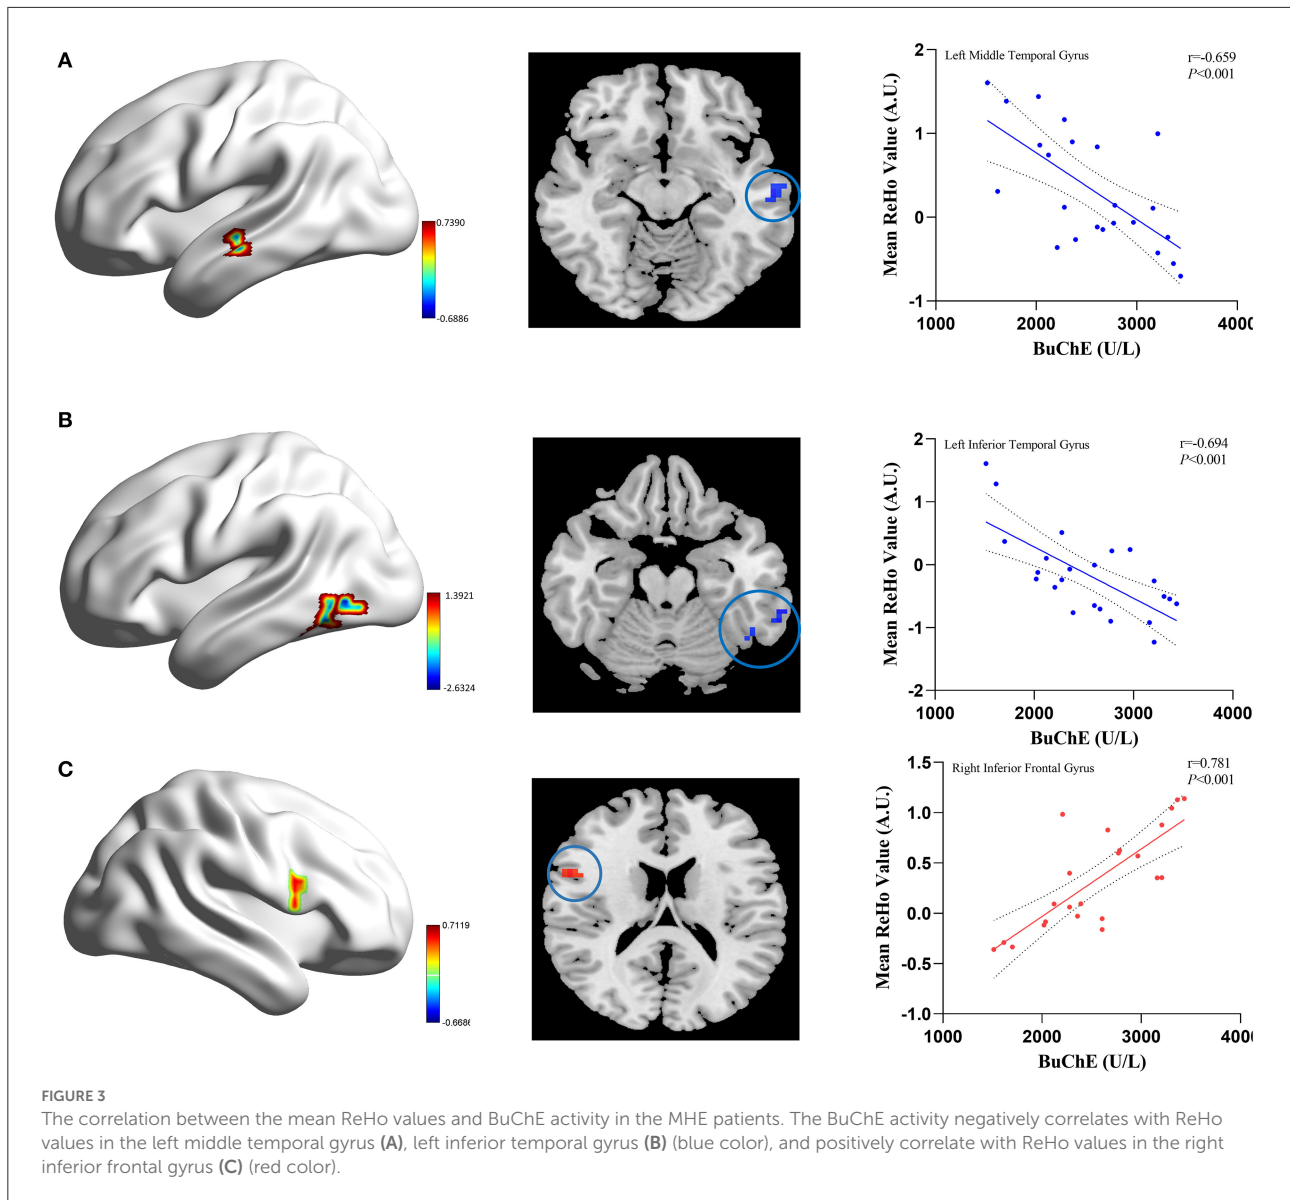 A
0.7390
-0.6886
Left Middle Temporal Gyrus
r=-0.659
P<0.001
Mean ReHo Value (A.U.)
2
1
0
-1
1000
2000
3000
4000
BuChE (U/L)
B
1.3921
-2.6324
Left Inferior Temporal Gyrus
r=-0.694
P<0.001
Mean ReHo Value (A.U.)
2
1
0
-1
-2
1000
2000
3000
4000
BuChE (U/L)
C
0.7119
-0.6686
Right Inferior Frontal Gyrus
r=0.781
P<0.001
Mean ReHo Value (A.U.)
1.5
1.0
0.5
0.0
-0.5
-1.0
1000
2000
3000
4000
BuChE (U/L)
FIGURE 3
The correlation between the mean ReHo values and BuChE activity in the MHE patients. The BuChE activity negatively correlates with ReHo
values in the left middle temporal gyrus (A), left inferior temporal gyrus (B) (blue color), and positively correlate with ReHo values in the right
inferior frontal gyrus (C) (red color).